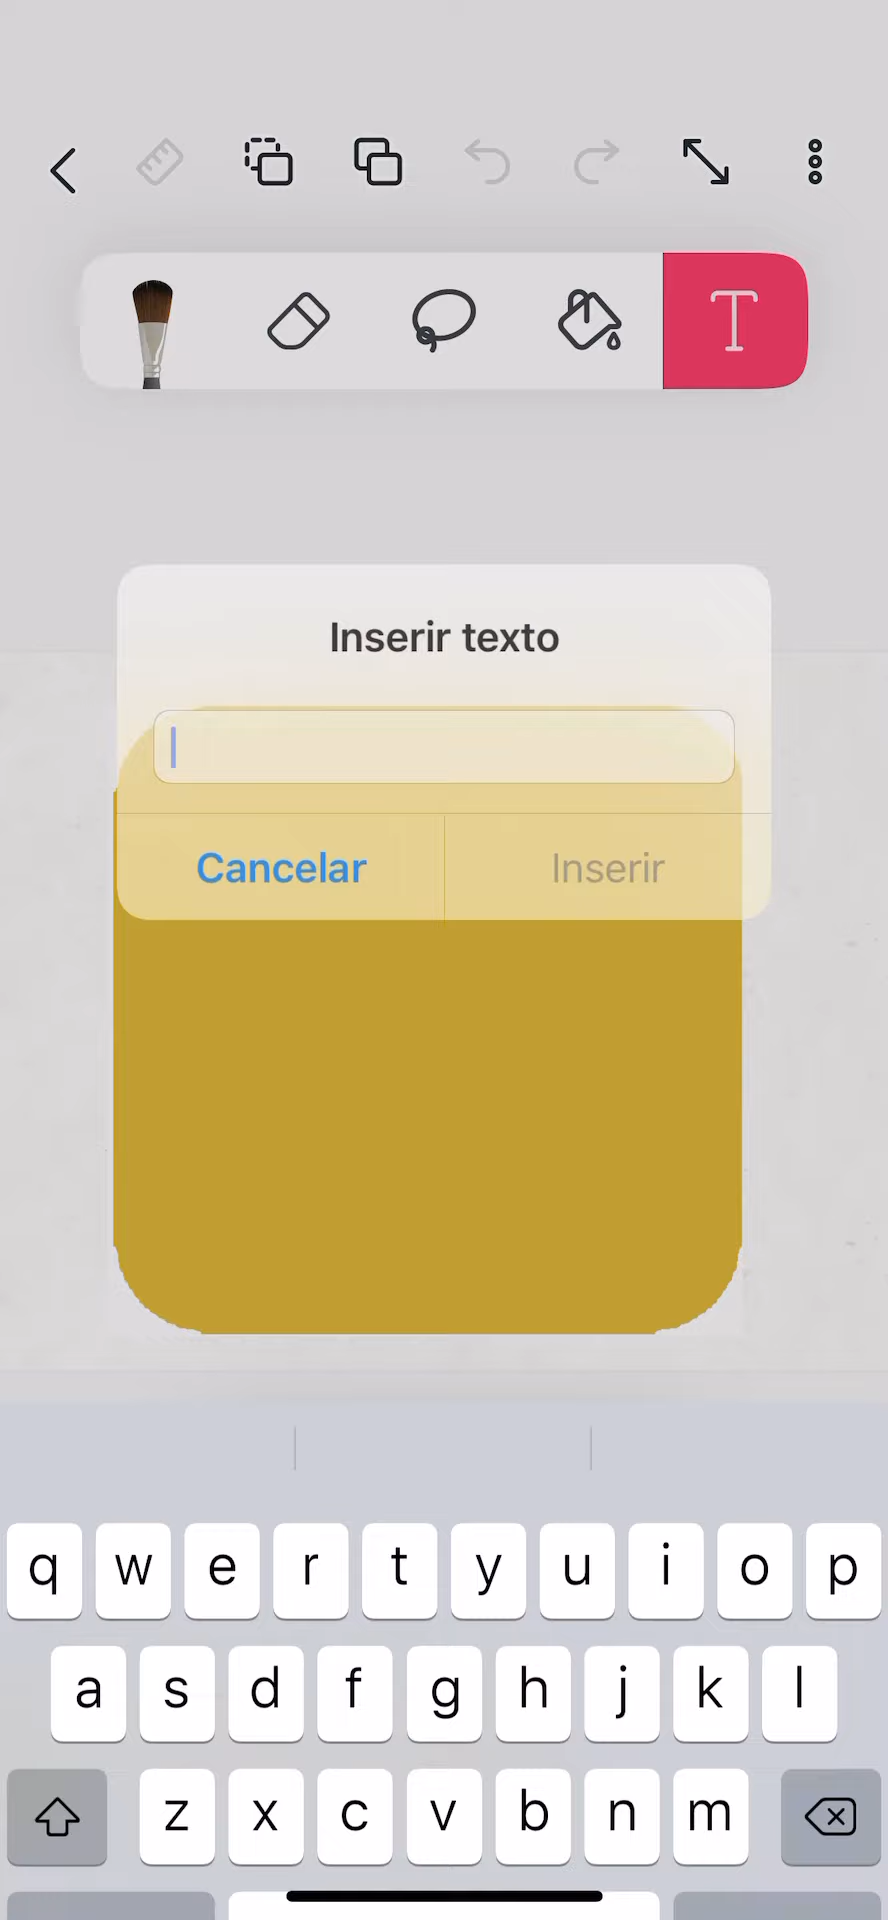 T
Inserir texto
Cancelar
Inserir
q w e r t y u i o p
a s d f g h j k l
z x c v b n m